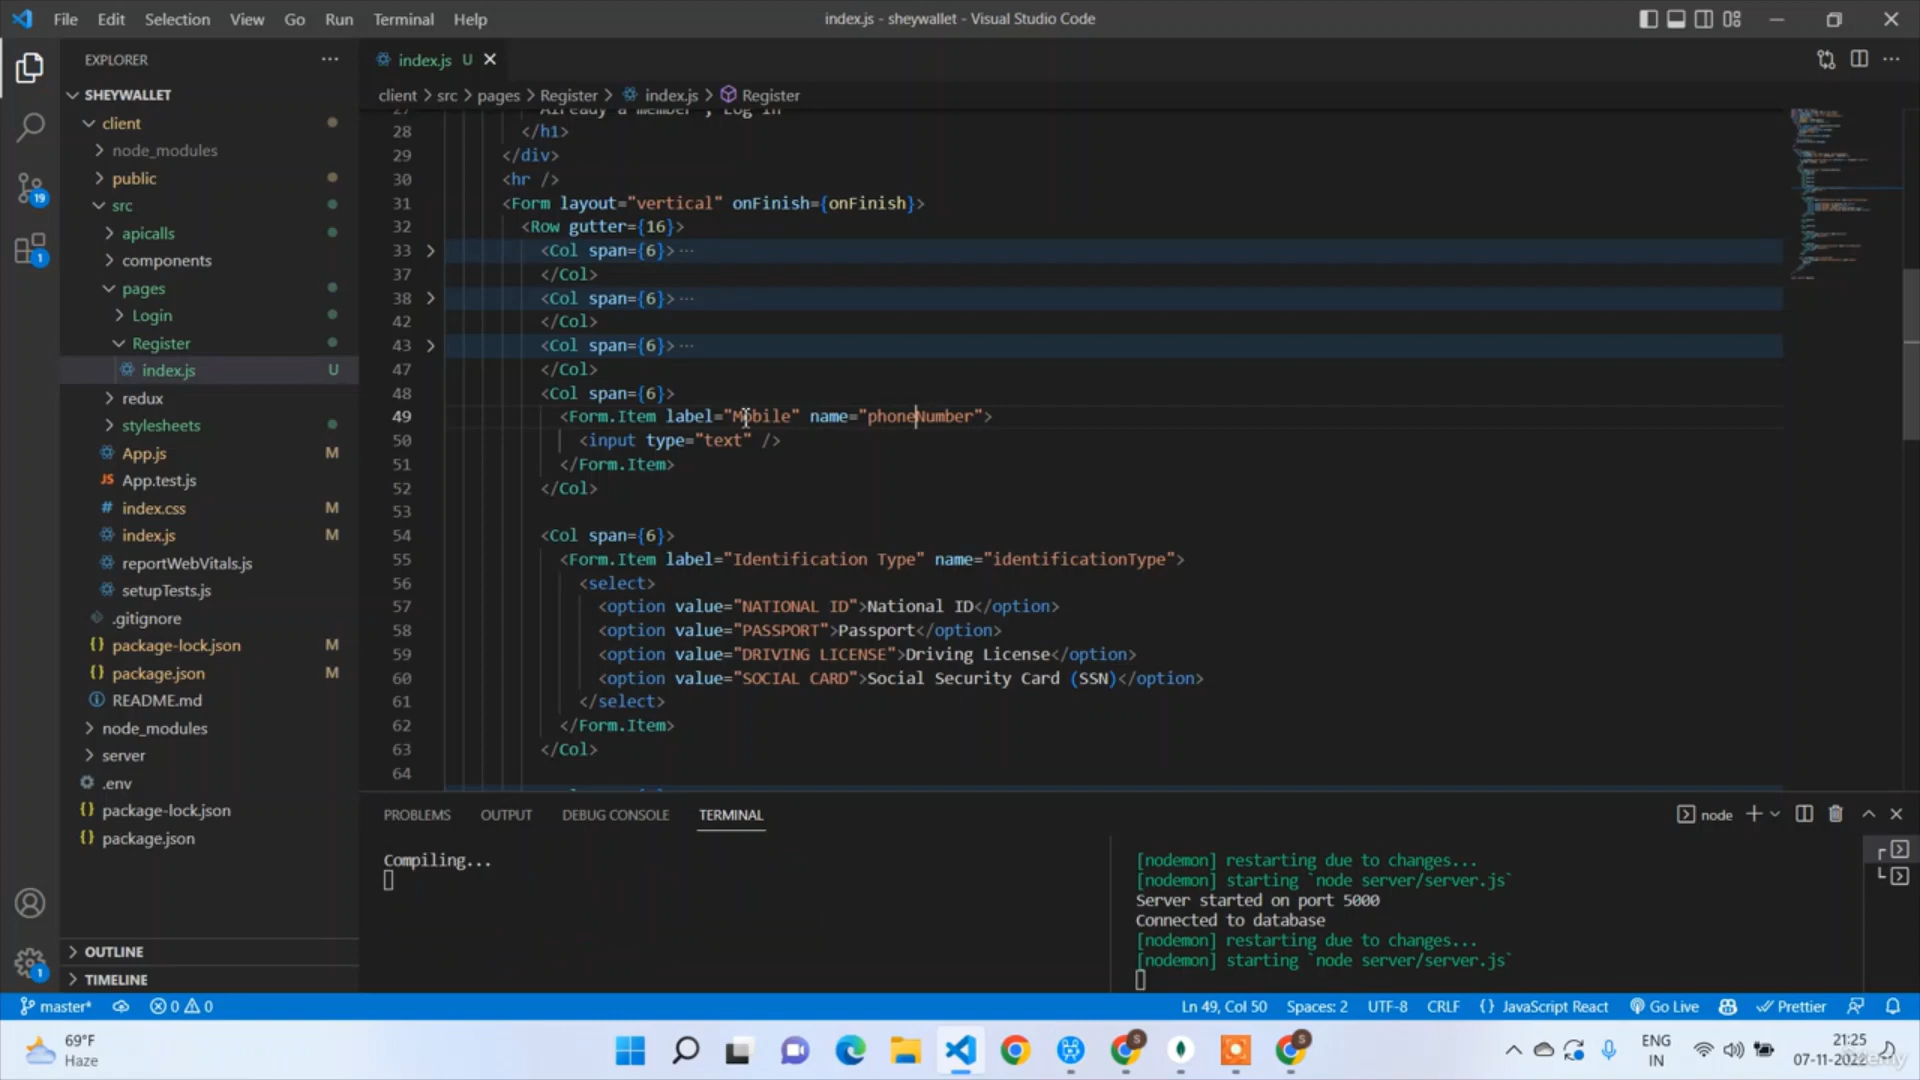 File Edit Selection View Go Run Terminal Help
index.js - sheywallet - Visual Studio Code
EXPLORER
SHEYWALLET
client
node_modules
public
src
apicalls
components
pages
Login
Register
index.js U
redux
stylesheets
App.js M
App.test.js
index.css M
index.js M
reportWebVitals.js
setupTests.js
.gitignore
package-lock.json M
package.json M
README.md
node_modules
server
.env
package-lock.json
package.json
OUTLINE
TIMELINE
index.js U
client > src > pages > Register > index.js > Register
27 Already a member , Log in
28 </h1>
29 </div>
30 <hr />
31 <Form layout="vertical" onFinish={onFinish}>
32 <Row gutter={16}>
33 <Col span={6}> ...
37 </Col>
38 <Col span={6}> ...
42 </Col>
43 <Col span={6}> ...
47 </Col>
48 <Col span={6}>
49 <Form.Item label="Mobile" name="phoneNumber">
50 <input type="text" />
51 </Form.Item>
52 </Col>
53
54 <Col span={6}>
55 <Form.Item label="Identification Type" name="identificationType">
56 <select>
57 <option value="NATIONAL ID">National ID</option>
58 <option value="PASSPORT">Passport</option>
59 <option value="DRIVING LICENSE">Driving License</option>
60 <option value="SOCIAL CARD">Social Security Card (SSN)</option>
61 </select>
62 </Form.Item>
63 </Col>
64
PROBLEMS OUTPUT DEBUG CONSOLE TERMINAL
node
Compiling...
[nodemon] restarting due to changes...
[nodemon] starting `node server/server.js`
Server started on port 5000
Connected to database
[nodemon] restarting due to changes...
[nodemon] starting `node server/server.js`
19
1
1
master* 0 0
Ln 49, Col 50 Spaces: 2 UTF-8 CRLF {} JavaScript React Go Live Prettier
69°F
Haze
ENG
IN
21:25
07-11-2022